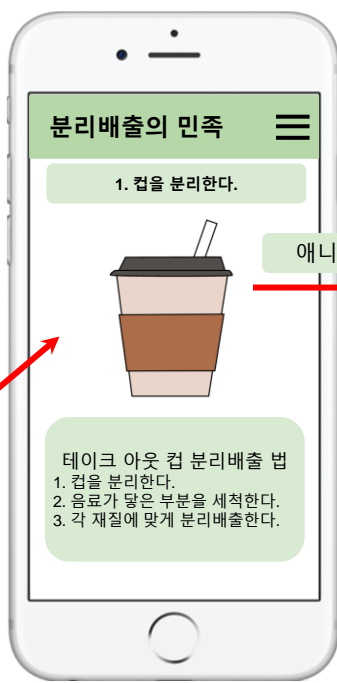 분리배출의 민족
1. 컵을 분리한다.
애니
테이크 아웃 컵 분리배출 법
1. 컵을 분리한다.
2. 음료가 닿은 부분을 세척한다.
3. 각 재질에 맞게 분리배출한다.